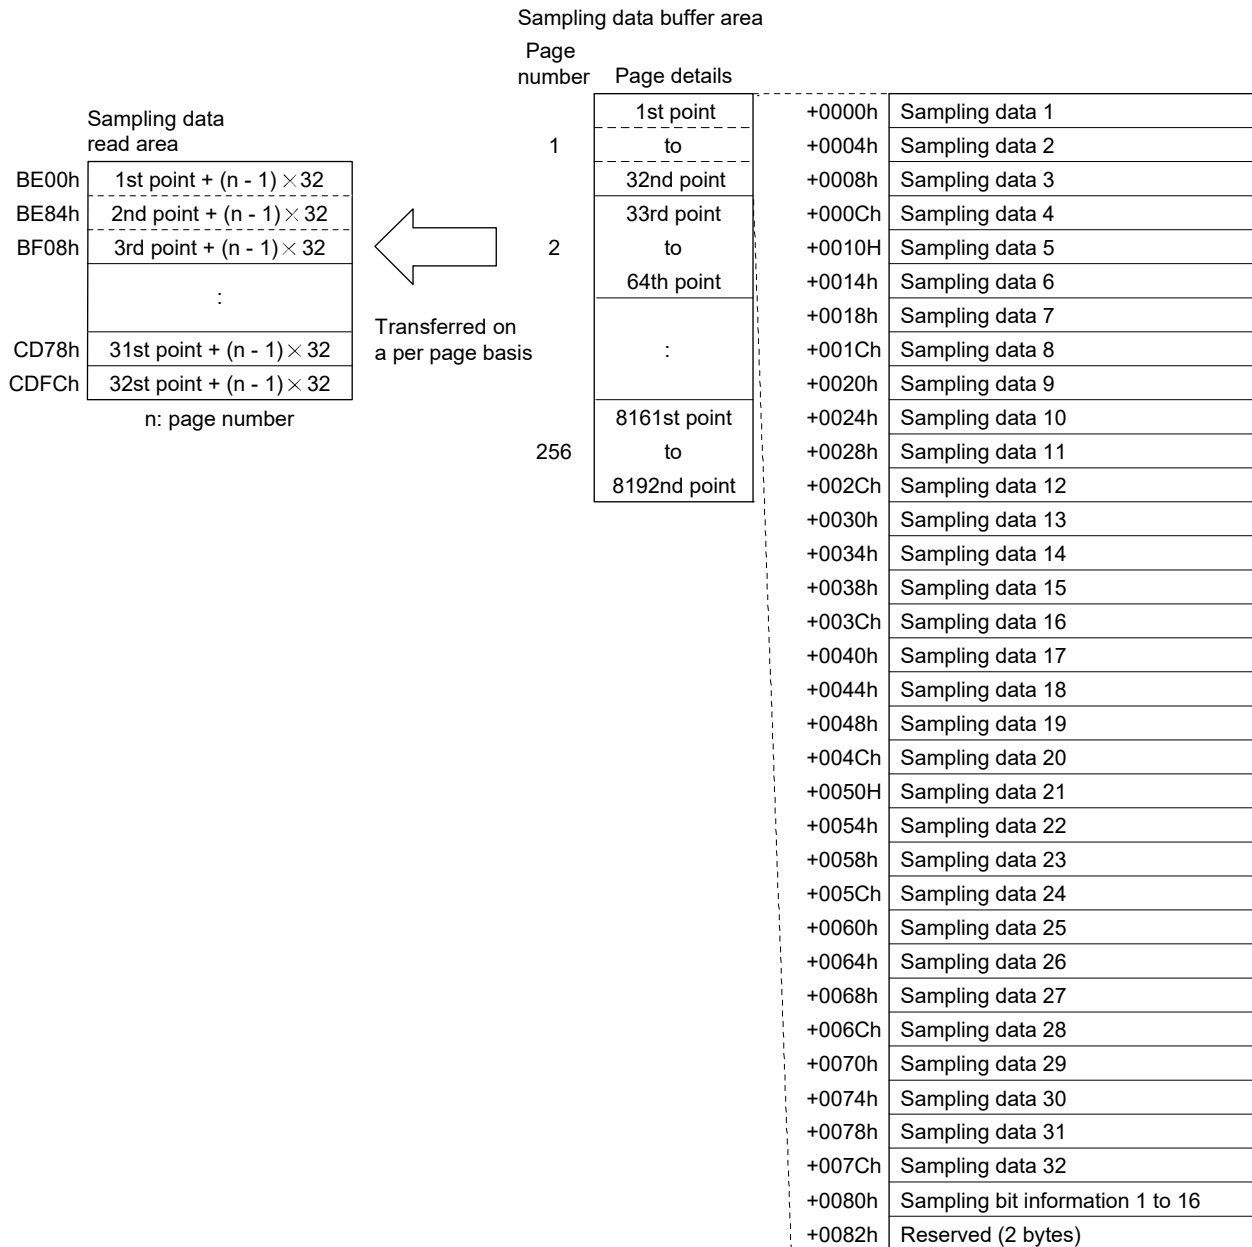 Sampling data buffer area
Page
number
Page details
Sampling data
read area
BE00h 1st point + (n - 1) × 32
BE84h 2nd point + (n - 1) × 32
BF08h 3rd point + (n - 1) × 32
:
CD78h 31st point + (n - 1) × 32
CDFCh 32st point + (n - 1) × 32
n: page number
Transferred on
a per page basis
1st point
1 to
32nd point
33rd point
2 to
64th point
:
8161st point
256 to
8192nd point
+0000h Sampling data 1
+0004h Sampling data 2
+0008h Sampling data 3
+000Ch Sampling data 4
+0010H Sampling data 5
+0014h Sampling data 6
+0018h Sampling data 7
+001Ch Sampling data 8
+0020h Sampling data 9
+0024h Sampling data 10
+0028h Sampling data 11
+002Ch Sampling data 12
+0030h Sampling data 13
+0034h Sampling data 14
+0038h Sampling data 15
+003Ch Sampling data 16
+0040h Sampling data 17
+0044h Sampling data 18
+0048h Sampling data 19
+004Ch Sampling data 20
+0050H Sampling data 21
+0054h Sampling data 22
+0058h Sampling data 23
+005Ch Sampling data 24
+0060h Sampling data 25
+0064h Sampling data 26
+0068h Sampling data 27
+006Ch Sampling data 28
+0070h Sampling data 29
+0074h Sampling data 30
+0078h Sampling data 31
+007Ch Sampling data 32
+0080h Sampling bit information 1 to 16
+0082h Reserved (2 bytes)